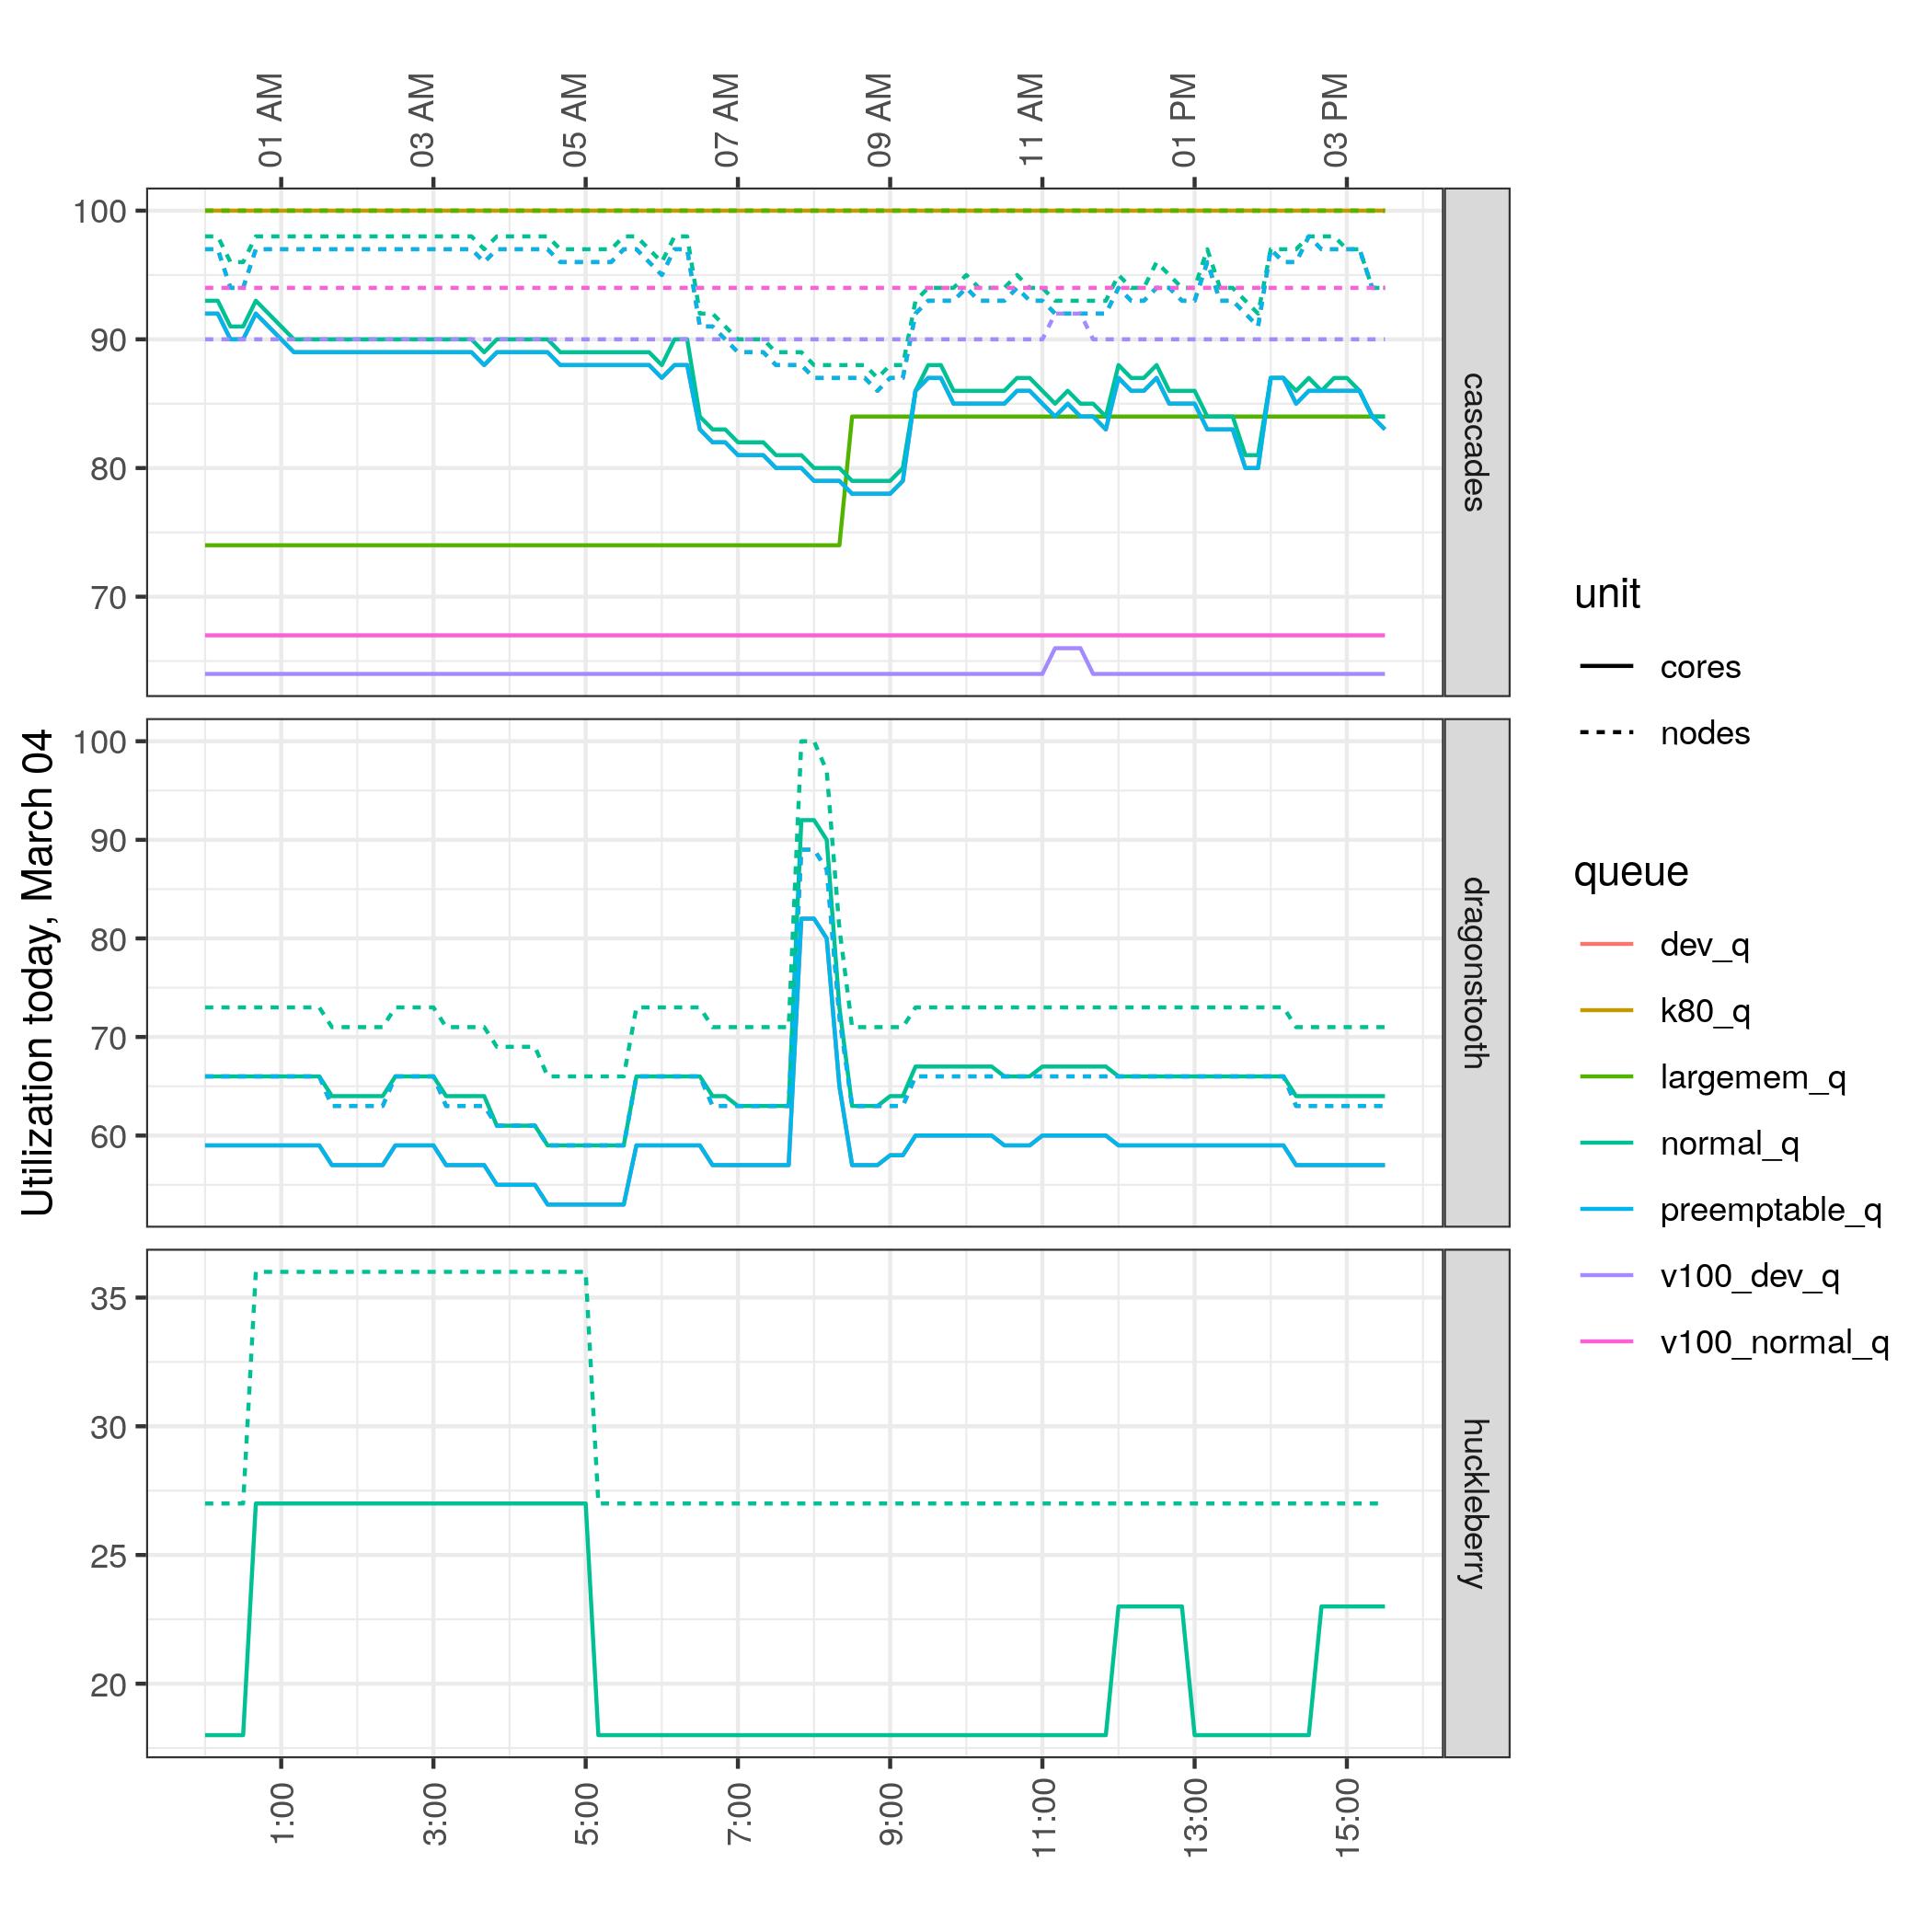 01 AM
03 AM
05 AM
07 AM
09 AM
11 AM
01 PM
03 PM
Utilization today, March 04
100
90
80
70
cascades
100
90
80
70
60
dragonstooth
35
30
25
20
huckleberry
1:00
3:00
5:00
7:00
9:00
11:00
13:00
15:00
unit
cores
nodes
queue
dev_q
k80_q
largemem_q
normal_q
preemptable_q
v100_dev_q
v100_normal_q